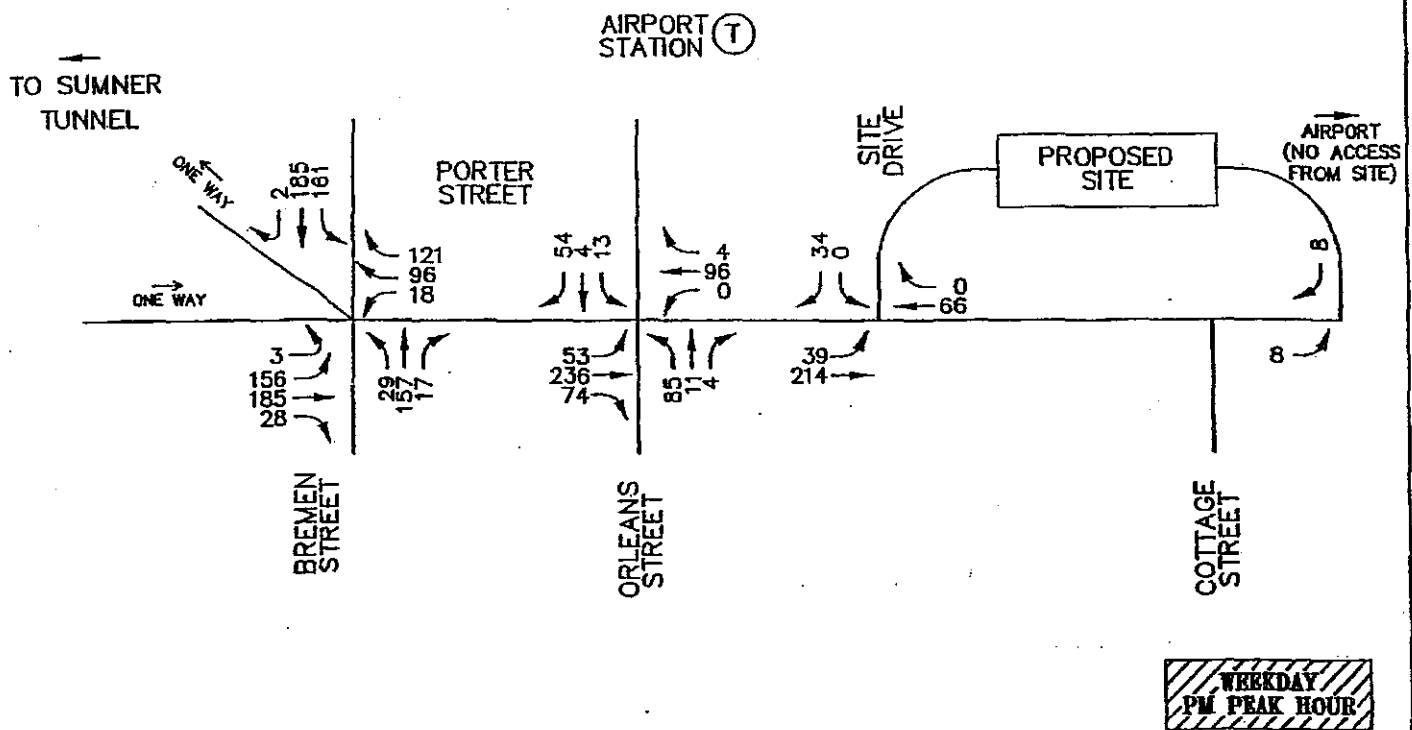 AIRPORT
STATION T
TO SUMNER
TUNNEL
ONE WAY
ONE WAY
2
185
161
PORTER
STREET
121
96
18
3
156
185
28
29
157
17
BREMEN
STREET
54
4
13
4
96
0
53
236
74
85
11
4
ORLEANS
STREET
SITE
DRIVE
34
0
0
66
39
214
PROPOSED
SITE
AIRPORT
(NO ACCESS
FROM SITE)
8
8
COTTAGE
STREET
WEEKDAY
PM PEAK HOUR